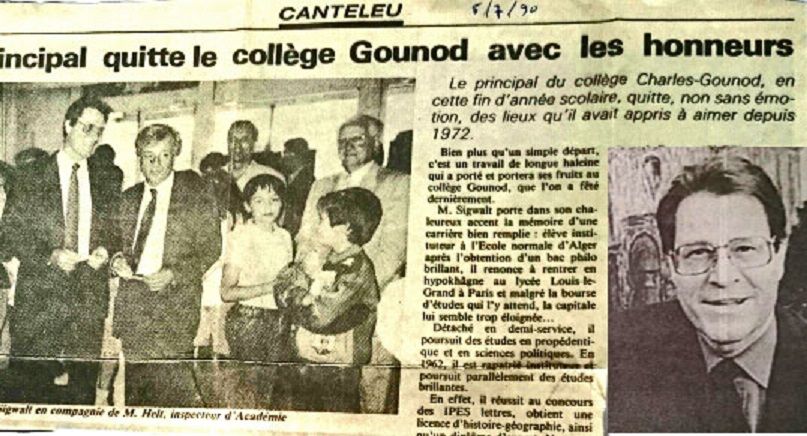 CANTELEU
5/7/90
incipal quitte le collège Gounod avec les honneurs
Le principal du collège Charles-Gounod, en
cette fin d'année scolaire, quitte, non sans émo-
tion, des lieux qu'il avait appris à aimer depuis
1972.
Bien plus qu'un simple départ,
c'est un travail de longue haleine
qui a porté et portera ses fruits au
collège Gounod, que l'on a fêté
dernièrement.
M. Sigwalt porte dans son cha-
leureux accent la mémoire d'une
carrière bien remplie : élève insti-
tuteur à l'Ecole normale d'Alger
après l'obtention d'un bac philo
brillant, il renonce à rentrer en
hypokhâgne au lycée Louis-le-
Grand à Paris et malgré la bourse
d'études qui l'y attend, la capitale
lui semble trop éloignée...
Détaché en demi-service, il
poursuit des études en propédenti-
que et en sciences politiques. En
1962, il est rapatrié instituteur et
poursuit parallèlement des études
brillantes.
En effet, il réussit au concours
des IPES lettres, obtient une
licence d'histoire-géographie, ainsi
Sigwalt en compagnie de M. Helt, inspecteur d'Académie